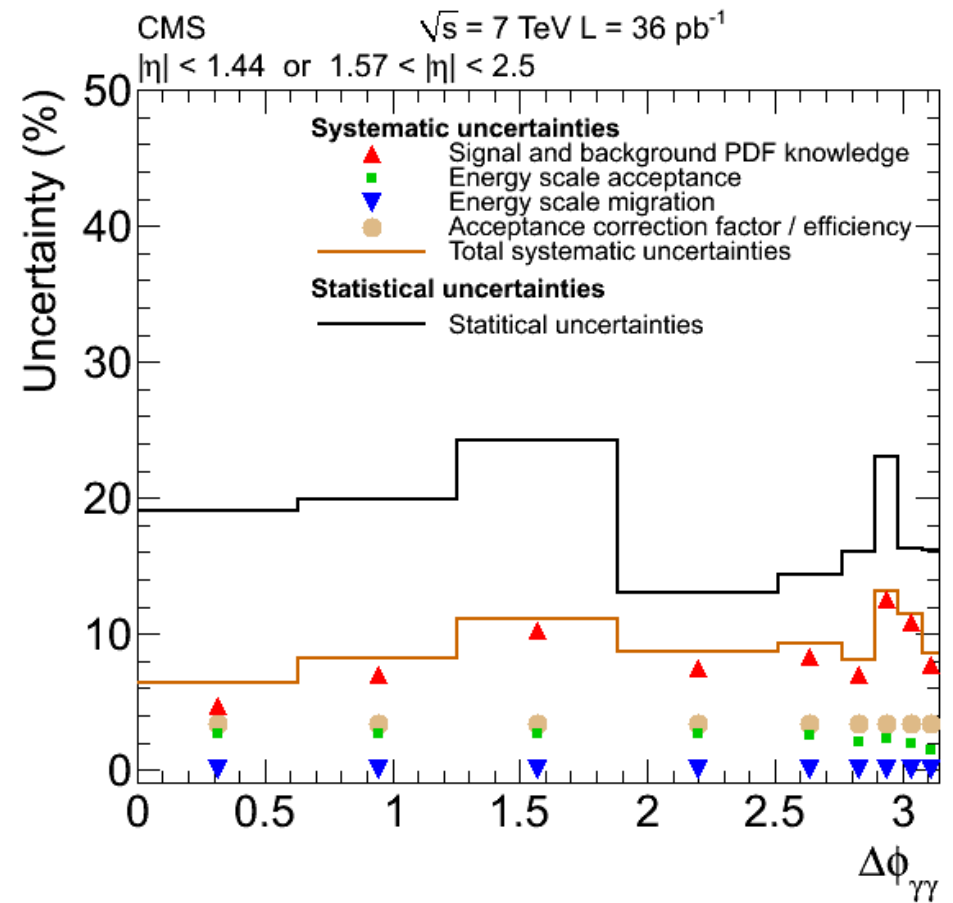 CMS √s = 7 TeV L = 36 pb⁻¹
|η| < 1.44 or 1.57 < |η| < 2.5
Uncertainty (%)
50
40
30
20
10
0
Systematic uncertainties
Signal and background PDF knowledge
Energy scale acceptance
Energy scale migration
Acceptance correction factor / efficiency
Total systematic uncertainties
Statistical uncertainties
Statitical uncertainties
0 0.5 1 1.5 2 2.5 3
Δϕγγ